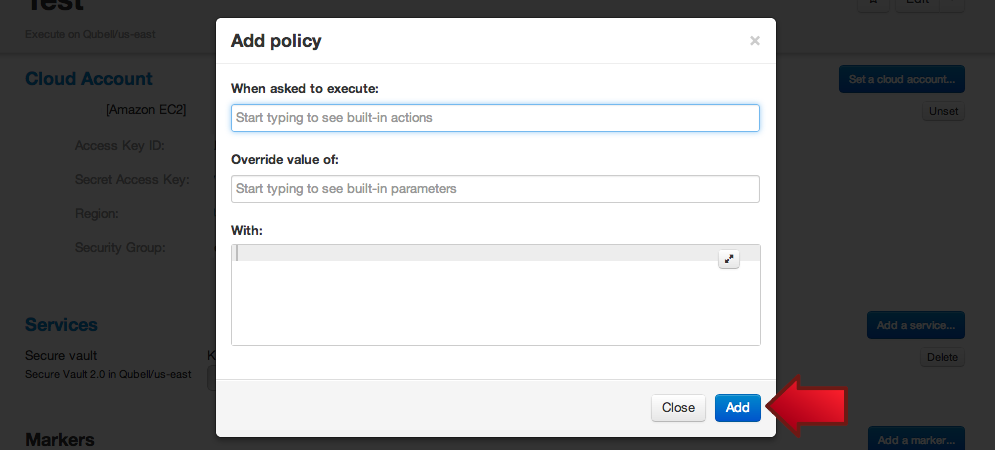 Test
Edit
Execute on Qubell/us-east
Add policy
×
Cloud Account
Set a cloud account...
When asked to execute:
[Amazon EC2]
Start typing to see built-in actions
Unset
Access Key ID:
Override value of:
Secret Access Key:
Start typing to see built-in parameters
Region:
With:
Security Group:
Services
Add a service...
Secure vault
K
Delete
Secure Vault 2.0 in Qubell/us-east
Close
Add
Markers
Add a marker...